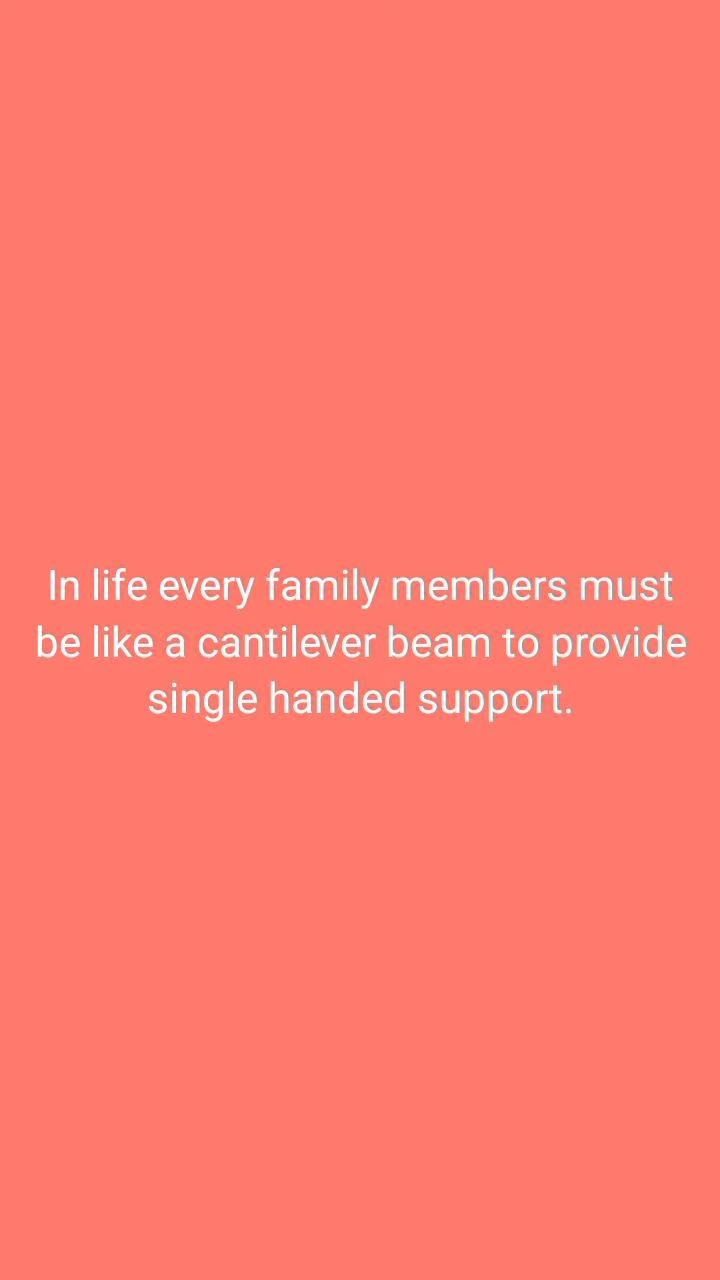 In life every family members must
be like a cantilever beam to provide
single handed support.